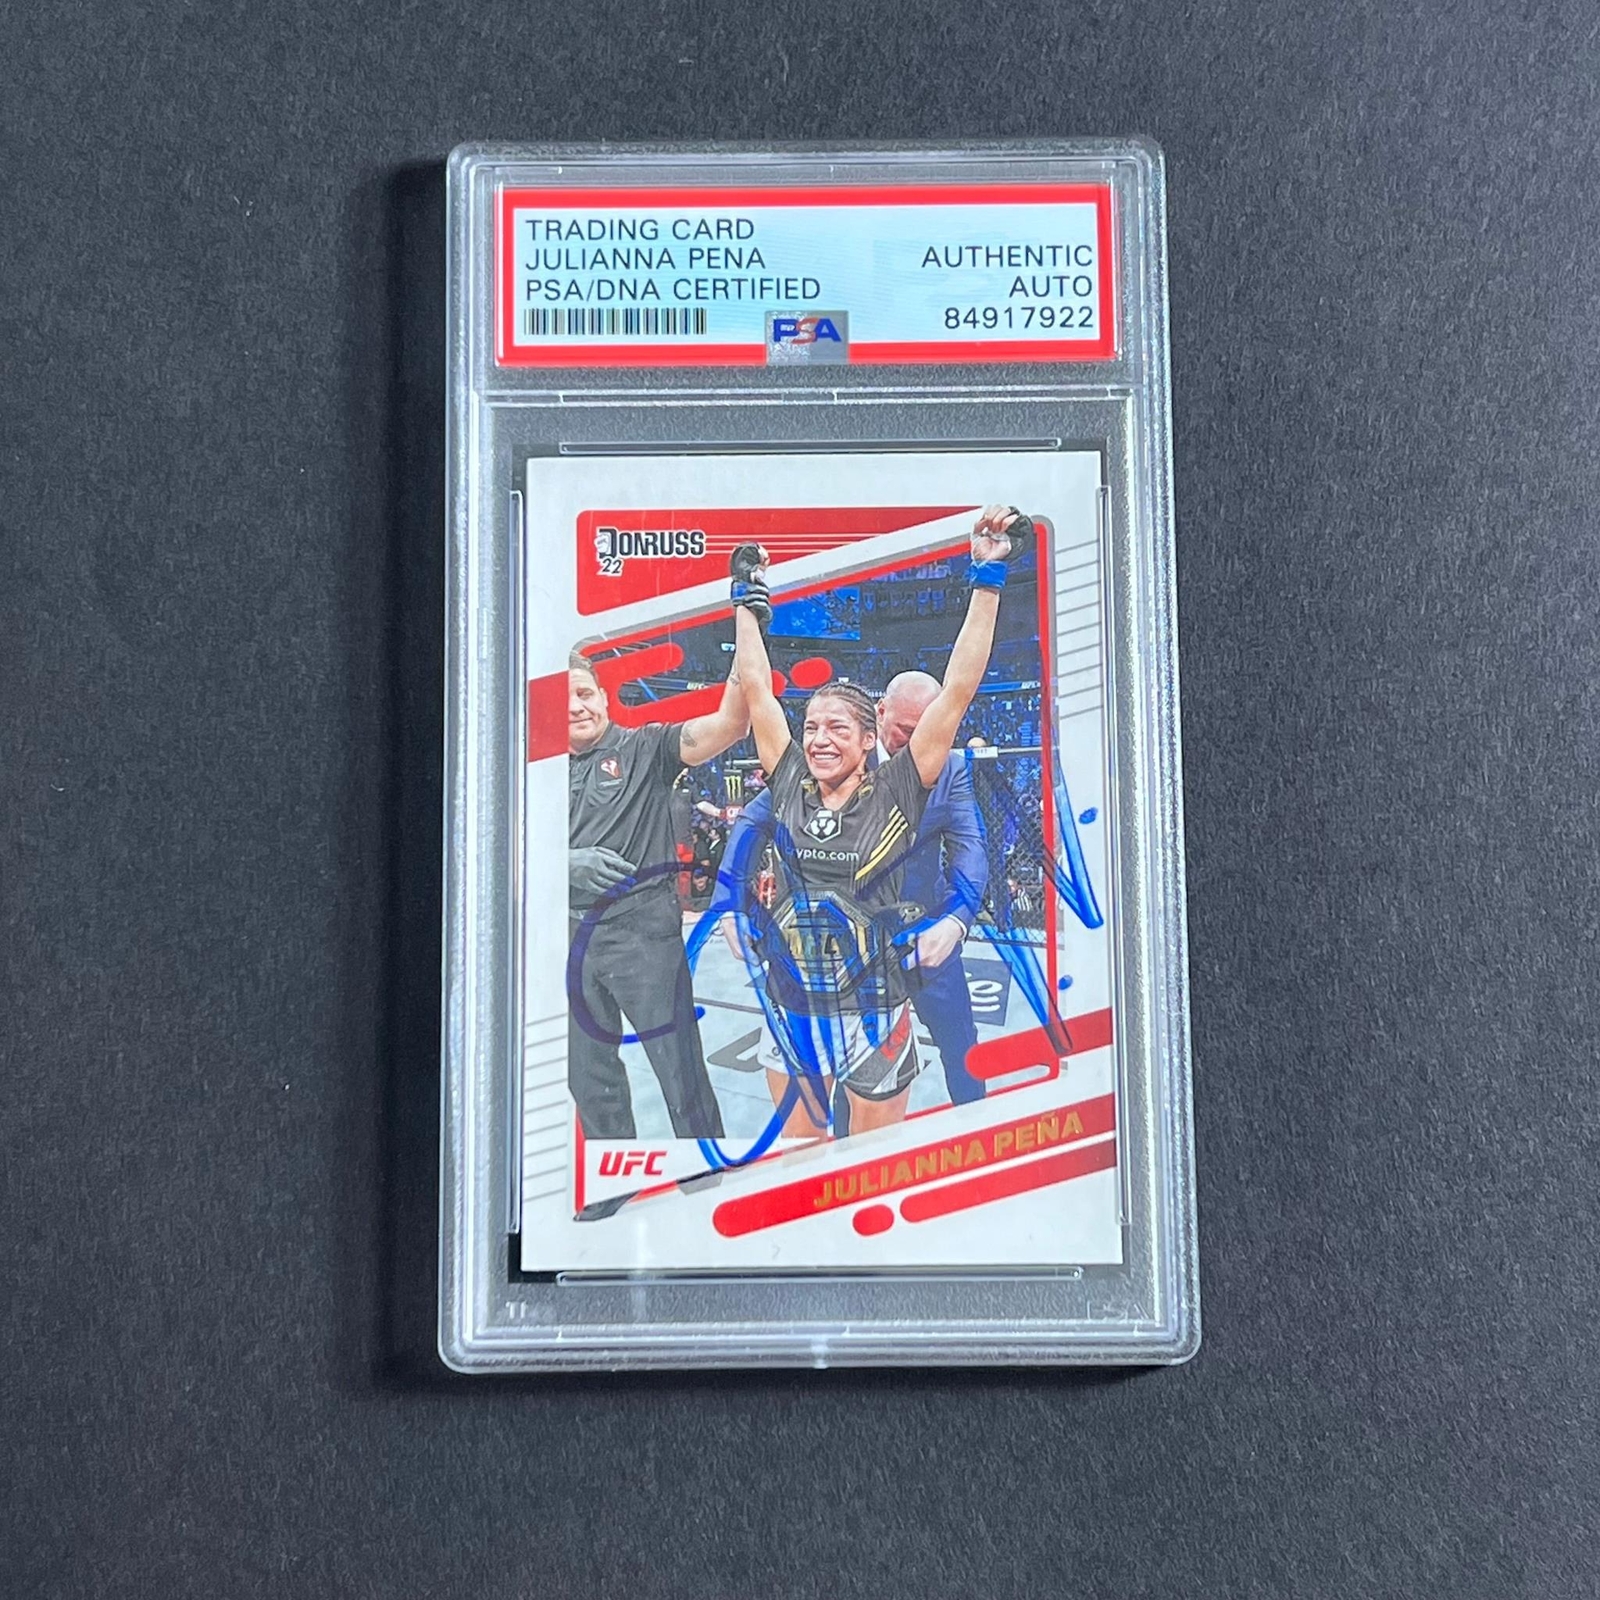 TRADING CARD
JULIANNA PENA
PSA/DNA CERTIFIED
AUTHENTIC
AUTO
84917922
PSA
DONRUSS
22
crypto.com
UFC
JULIANNA PEÑA